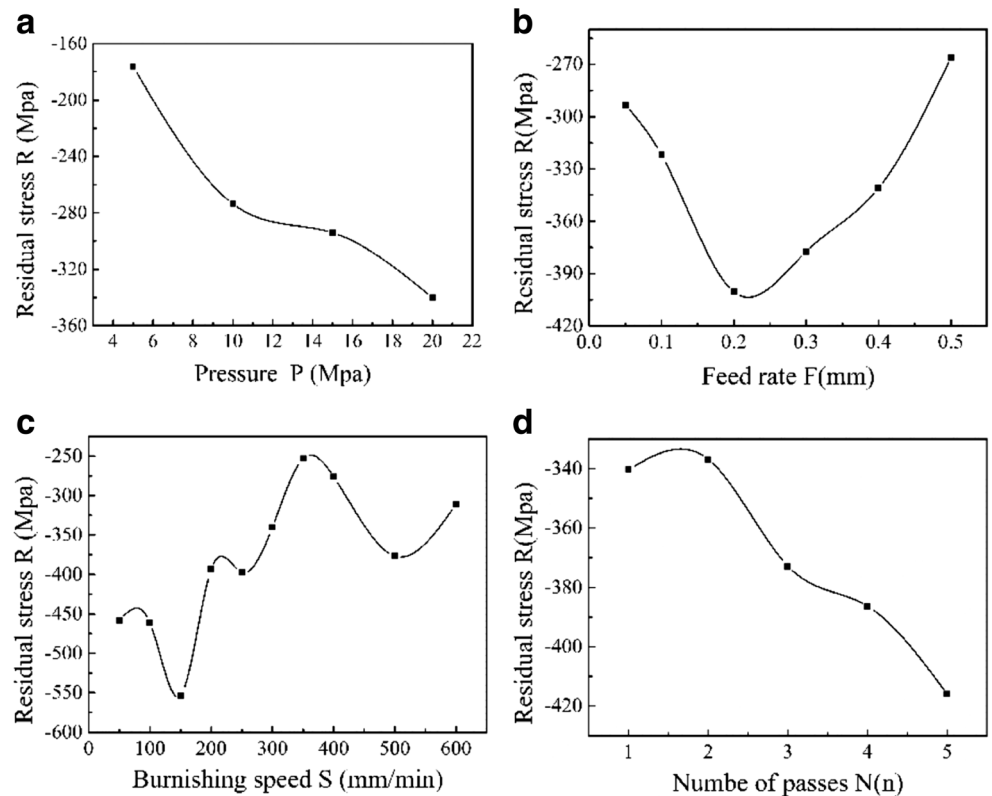 a
-160
-200
-240
-280
-320
-360
Residual stress R (Mpa)
4 6 8 10 12 14 16 18 20 22
Pressure P (Mpa)
b
-270
-300
-330
-360
-390
-420
Residual stress R(Mpa)
0.0 0.1 0.2 0.3 0.4 0.5
Feed rate F(mm)
c
-250
-300
-350
-400
-450
-500
-550
-600
Residual stress R (Mpa)
0 100 200 300 400 500 600
Burnishing speed S (mm/min)
d
-340
-360
-380
-400
-420
Residual stress R(Mpa)
1 2 3 4 5
Numbe of passes N(n)